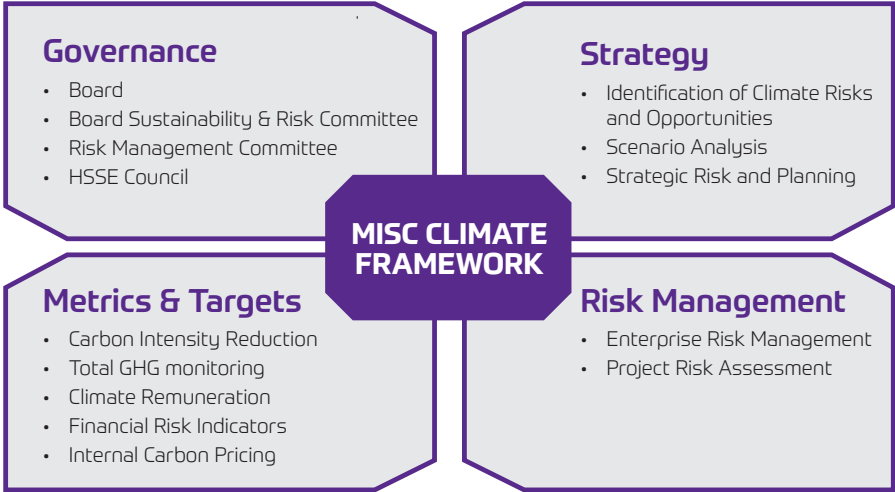 Governance
• Board
• Board Sustainability & Risk Committee
• Risk Management Committee
• HSSE Council
Strategy
• Identification of Climate Risks
and Opportunities
• Scenario Analysis
• Strategic Risk and Planning
MISC CLIMATE
FRAMEWORK
Metrics & Targets
• Carbon Intensity Reduction
• Total GHG monitoring
• Climate Remuneration
• Financial Risk Indicators
• Internal Carbon Pricing
Risk Management
• Enterprise Risk Management
• Project Risk Assessment